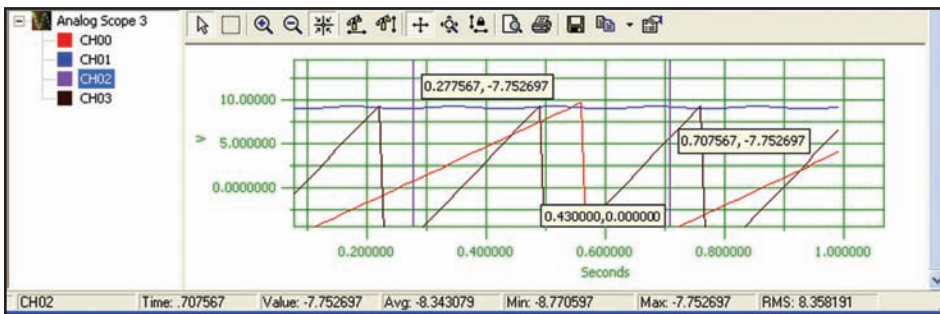 Analog Scope 3
CH00
CH01
CH02
CH03
0.277567, -7.752697
10.00000
V
5.000000
0.707567, -7.752697
0.0000000
0.430000,0.000000
0.200000 0.400000 0.600000 0.800000 1.000000
Seconds
CH02 Time: .707567 Value: -7.752697 Avg: -8.343079 Min: -8.770597 Max: -7.752697 RMS: 8.358191